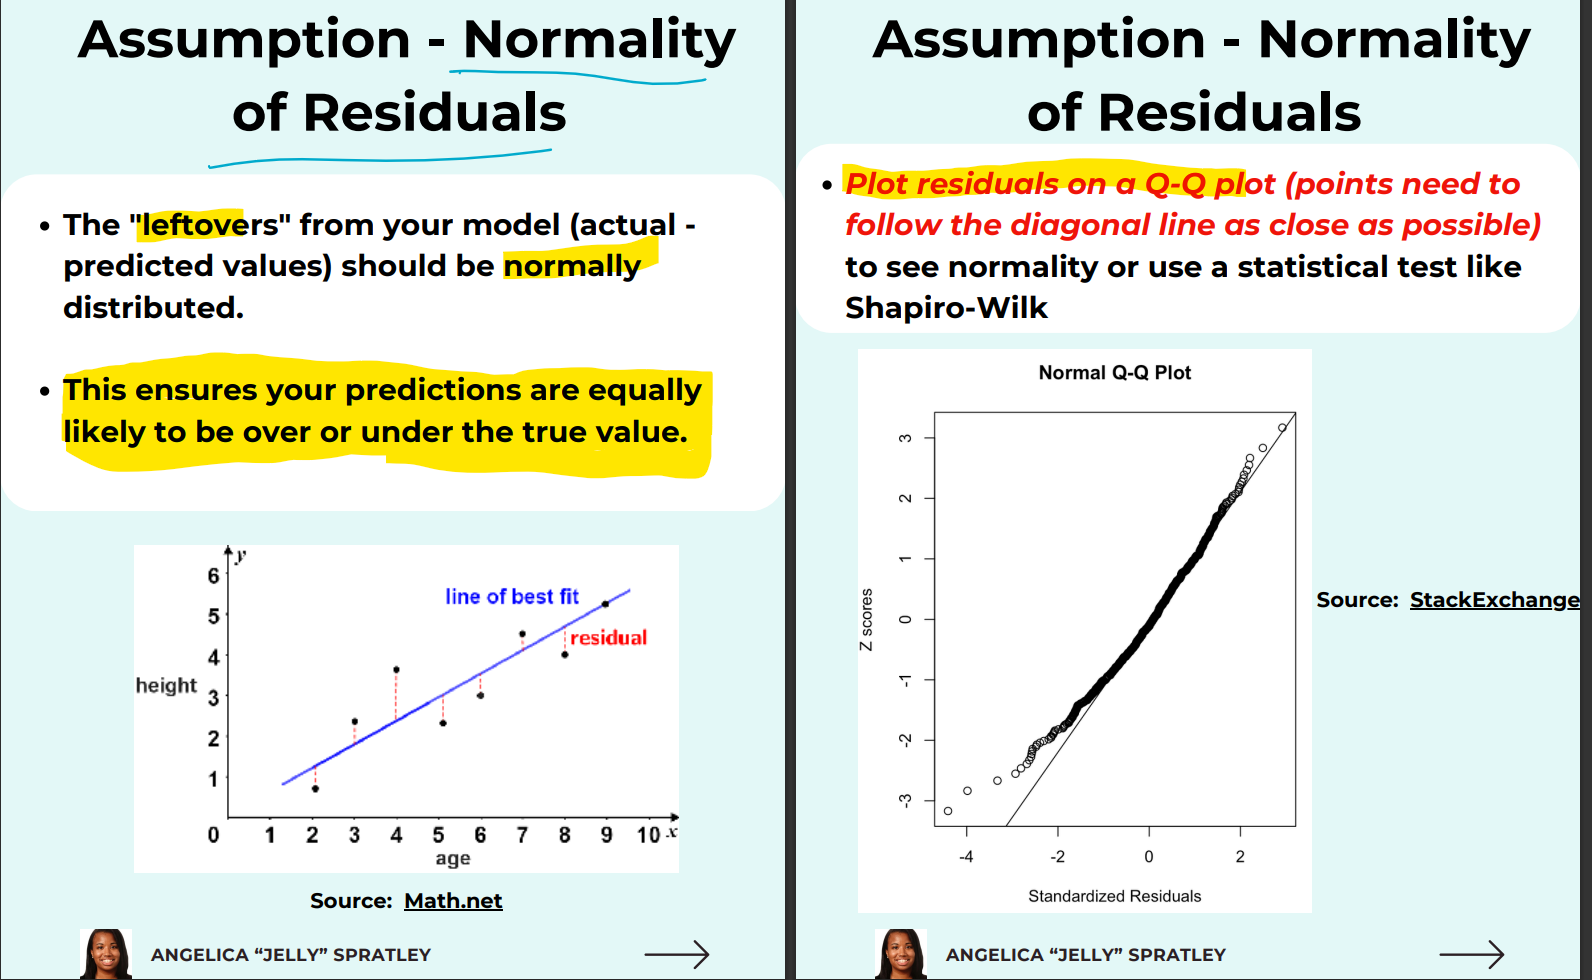 Assumption - Normality
of Residuals
• The "leftovers" from your model (actual -
predicted values) should be normally
distributed.
• This ensures your predictions are equally
likely to be over or under the true value.
y
6
5
4
3
2
1
0
height
line of best fit
residual
1 2 3 4 5 6 7 8 9 10 x
age
Source: Math.net
ANGELICA “JELLY” SPRATLEY
Assumption - Normality
of Residuals
• Plot residuals on a Q-Q plot (points need to
follow the diagonal line as close as possible)
to see normality or use a statistical test like
Shapiro-Wilk
Normal Q-Q Plot
3
2
1
0
-1
-2
-3
Z scores
-4 -2 0 2
Standardized Residuals
Source: StackExchange
ANGELICA “JELLY” SPRATLEY